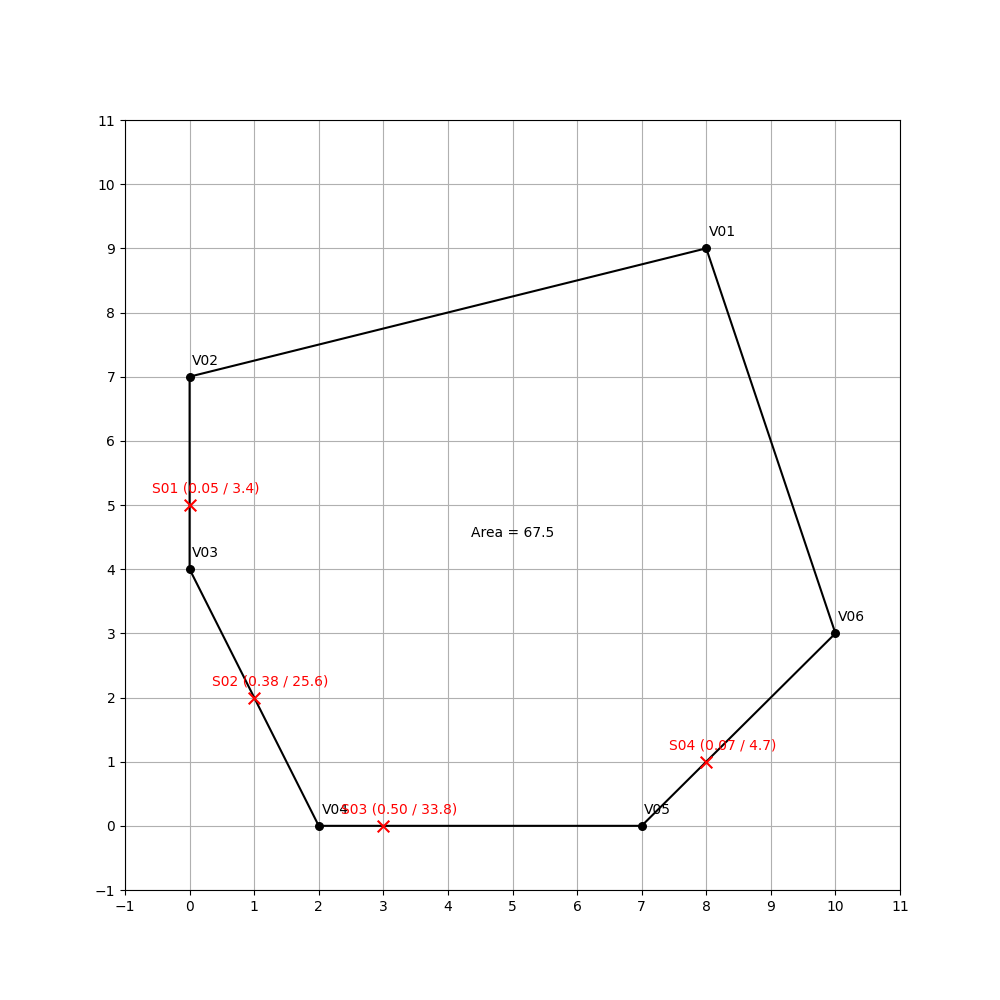 11
10
9
8
7
6
5
4
3
2
1
0
−1
V01
V02
S01 (0.05 / 3.4)
Area = 67.5
V03
V06
S02 (0.38 / 25.6)
S04 (0.07 / 4.7)
V04
S03 (0.50 / 33.8)
V05
−1 0 1 2 3 4 5 6 7 8 9 10 11